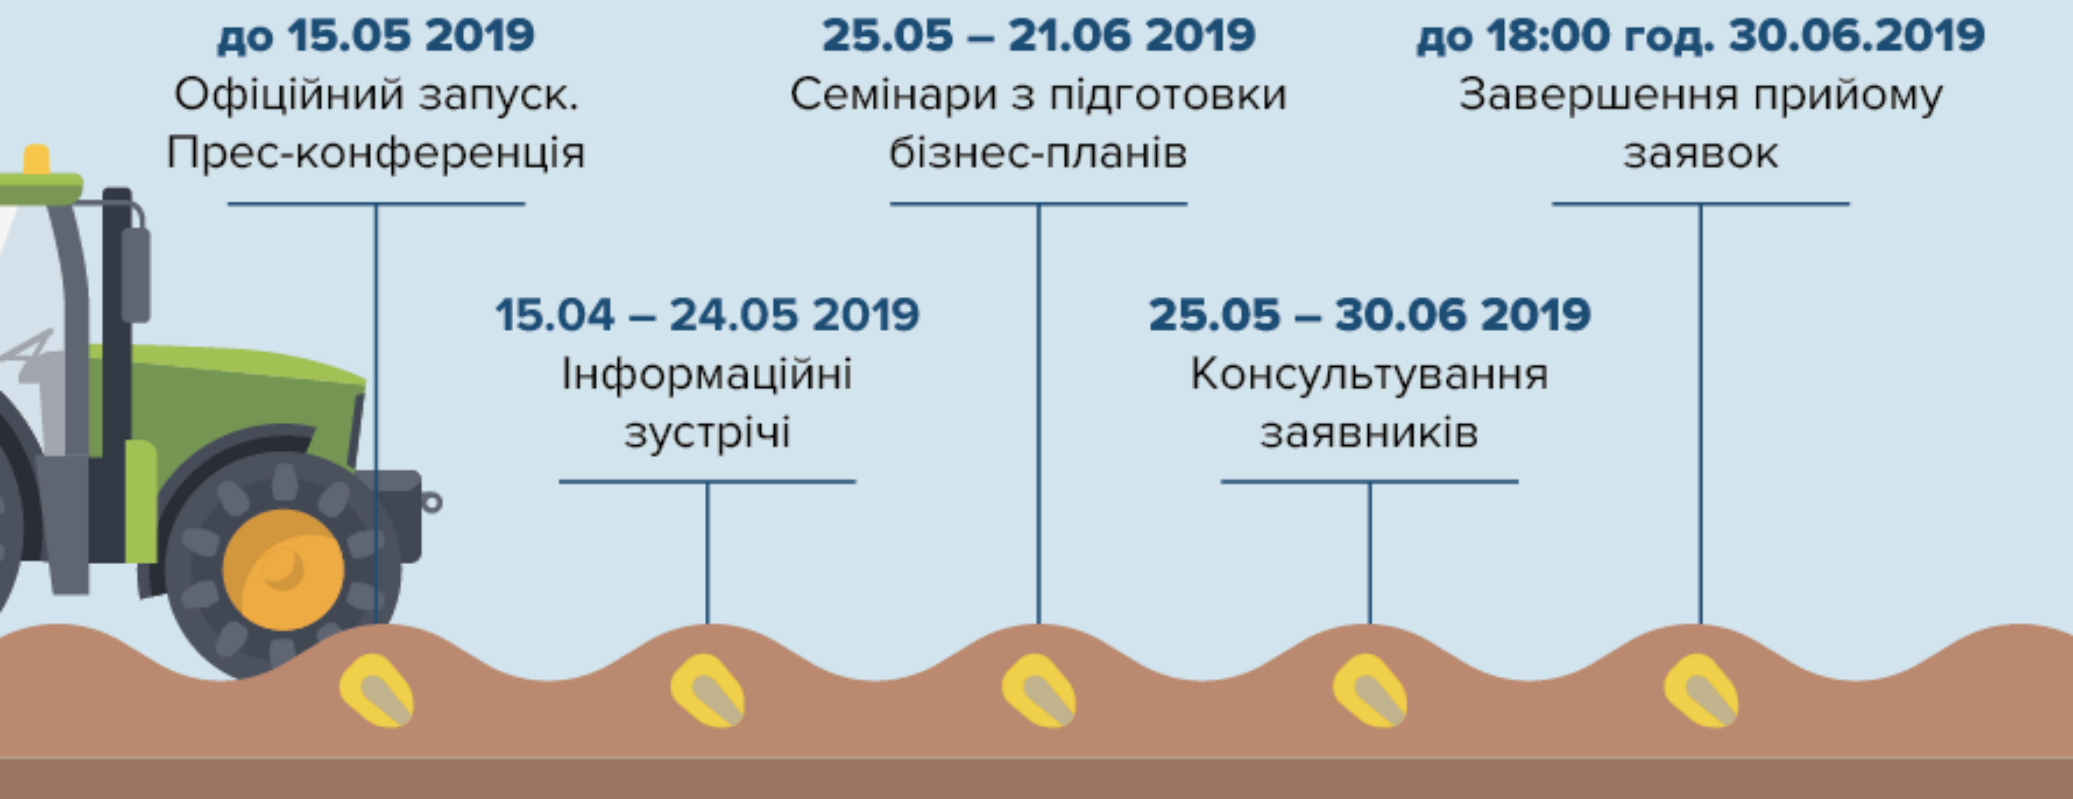 до 15.05 2019
Офіційний запуск.
Прес-конференція
15.04 – 24.05 2019
Інформаційні
зустрічі
25.05 – 21.06 2019
Семінари з підготовки
бізнес-планів
25.05 – 30.06 2019
Консультування
заявників
до 18:00 год. 30.06.2019
Завершення прийому
заявок